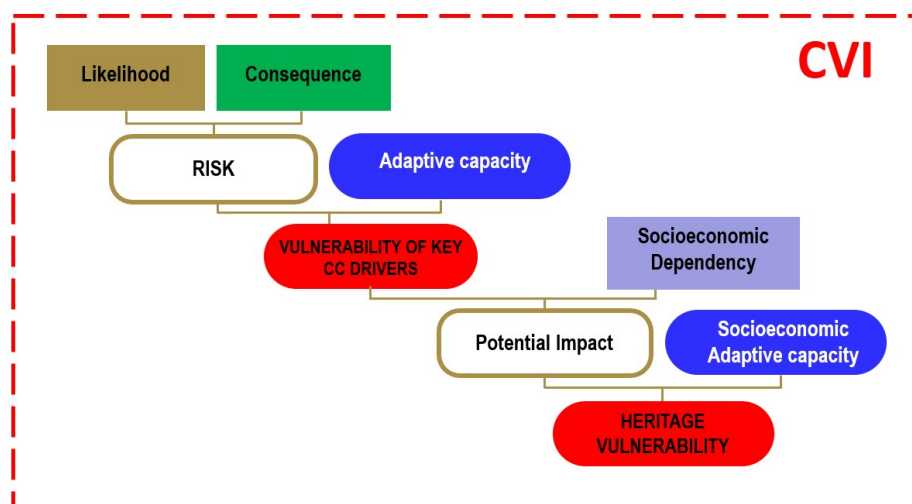 CVI
Likelihood
Consequence
RISK
Adaptive capacity
VULNERABILITY OF KEY
CC DRIVERS
Socioeconomic
Dependency
Potential Impact
Socioeconomic
Adaptive capacity
HERITAGE
VULNERABILITY